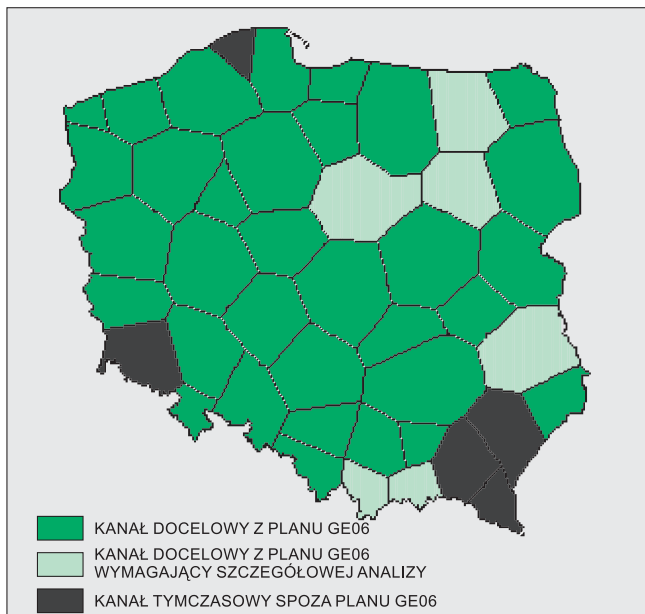 KANAŁ DOCELOWY Z PLANU GE06
KANAŁ DOCELOWY Z PLANU GE06
WYMAGAJĄCY SZCZEGÓŁOWEJ ANALIZY
KANAŁ TYMCZASOWY SPOZA PLANU GE06